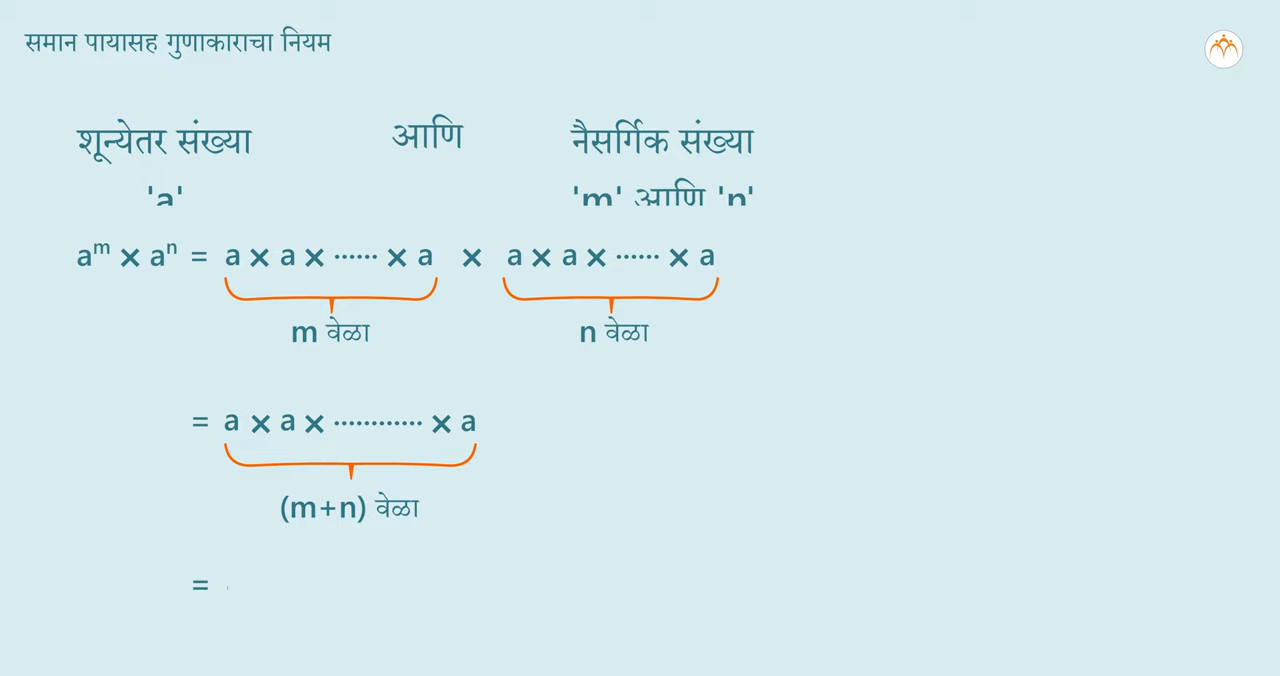 समान पायासह गुणाकाराचा नियम
शून्येतर संख्या आणि नैसर्गिक संख्या
'a' 'm' आणि 'n'
aᵐ × aⁿ = a × a × ······ × a × a × a × ······ × a
m वेळा n वेळा
= a × a × ············ × a
(m+n) वेळा
=